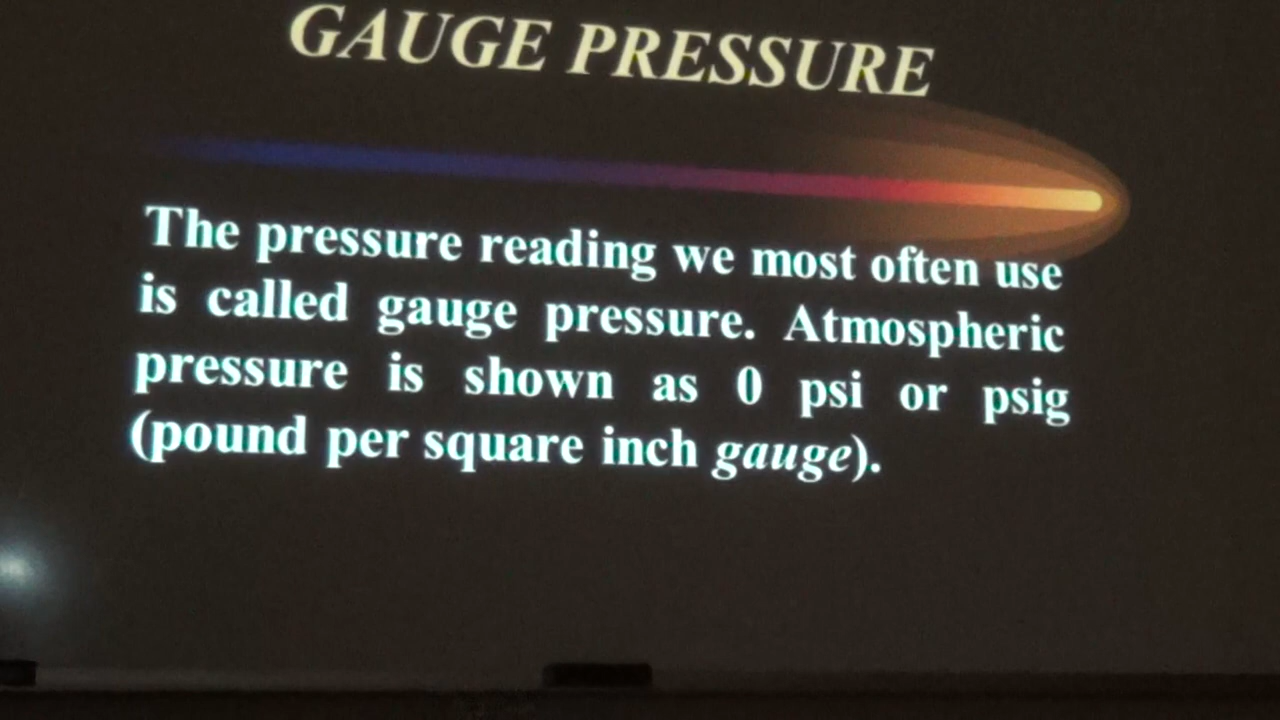 GAUGE PRESSURE
The pressure reading we most often use
is called gauge pressure. Atmospheric
pressure is shown as 0 psi or psig
(pound per square inch gauge).